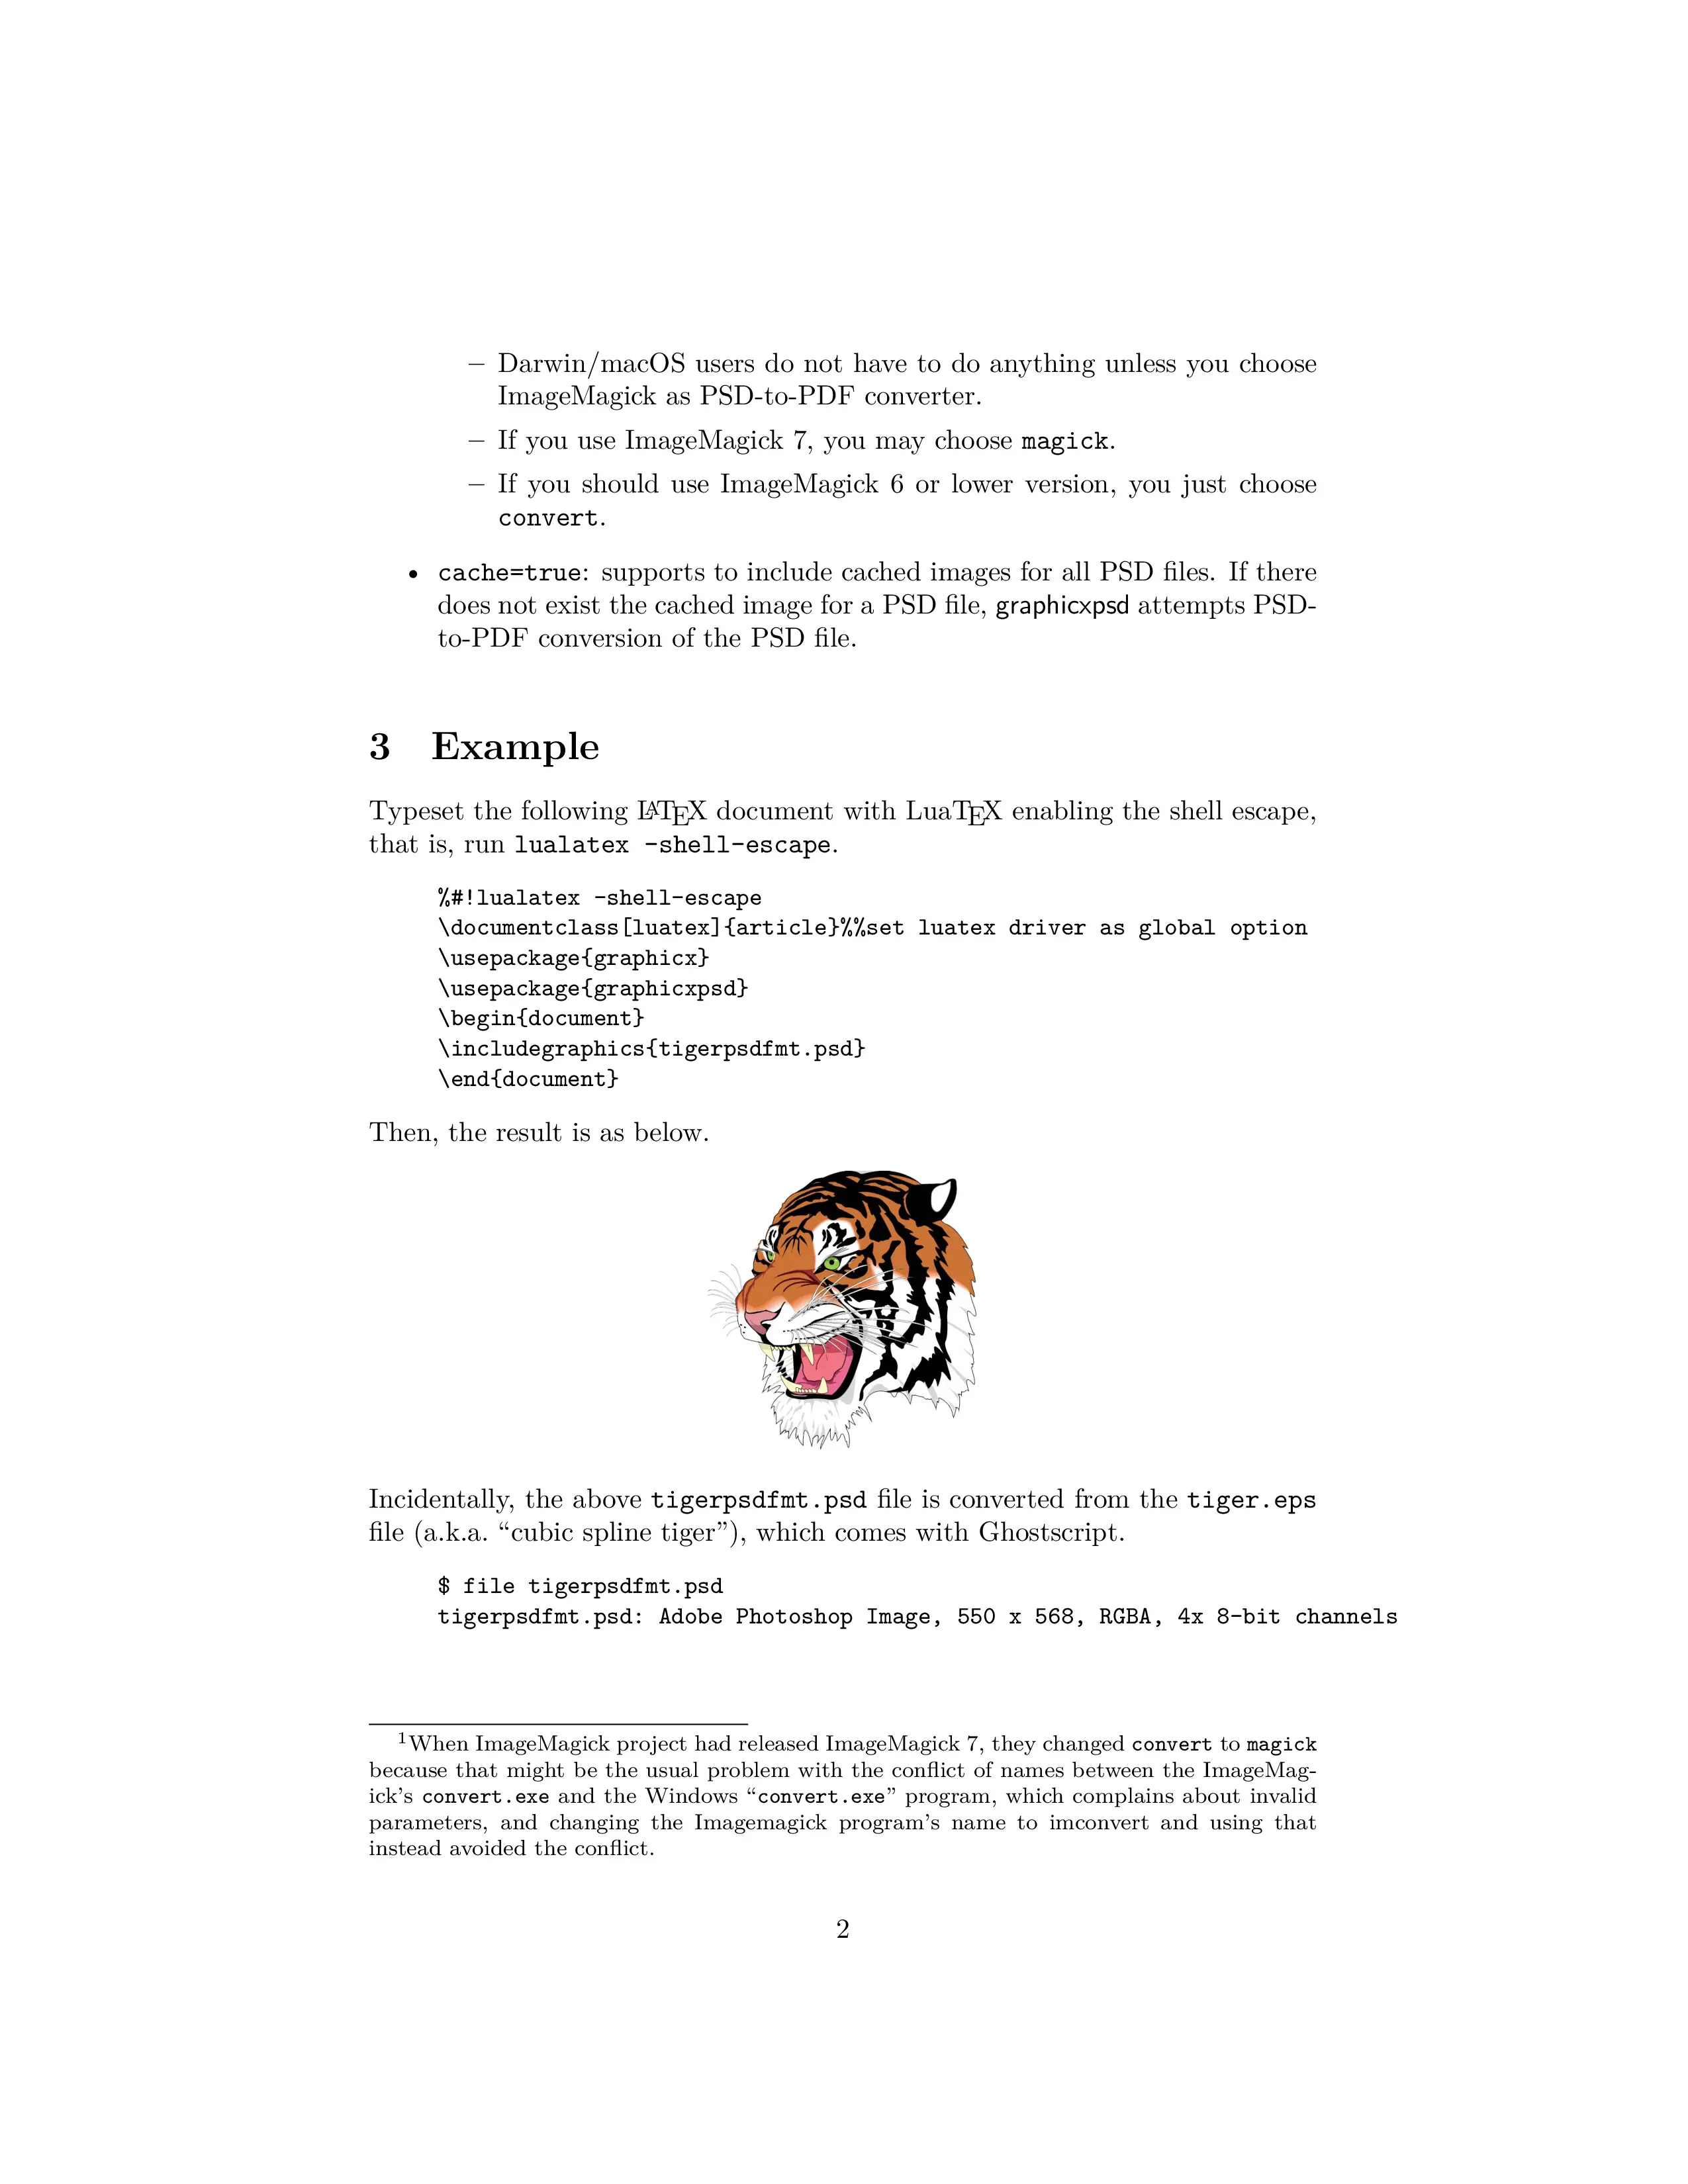 – Darwin/macOS users do not have to do anything unless you choose
ImageMagick as PSD-to-PDF converter.
– If you use ImageMagick 7, you may choose magick.
– If you should use ImageMagick 6 or lower version, you just choose
convert.
• cache=true: supports to include cached images for all PSD files. If there
does not exist the cached image for a PSD file, graphicxpsd attempts PSD-
to-PDF conversion of the PSD file.
3 Example
Typeset the following LATEX document with LuaTEX enabling the shell escape,
that is, run lualatex -shell-escape.
%#!lualatex -shell-escape
\documentclass[luatex]{article}%%set luatex driver as global option
\usepackage{graphicx}
\usepackage{graphicxpsd}
\begin{document}
\includegraphics{tigerpsdfmt.psd}
\end{document}
Then, the result is as below.
Incidentally, the above tigerpsdfmt.psd file is converted from the tiger.eps
file (a.k.a. “cubic spline tiger”), which comes with Ghostscript.
$ file tigerpsdfmt.psd
tigerpsdfmt.psd: Adobe Photoshop Image, 550 x 568, RGBA, 4x 8-bit channels
1When ImageMagick project had released ImageMagick 7, they changed convert to magick
because that might be the usual problem with the conflict of names between the ImageMag-
ick’s convert.exe and the Windows “convert.exe” program, which complains about invalid
parameters, and changing the Imagemagick program’s name to imconvert and using that
instead avoided the conflict.
2